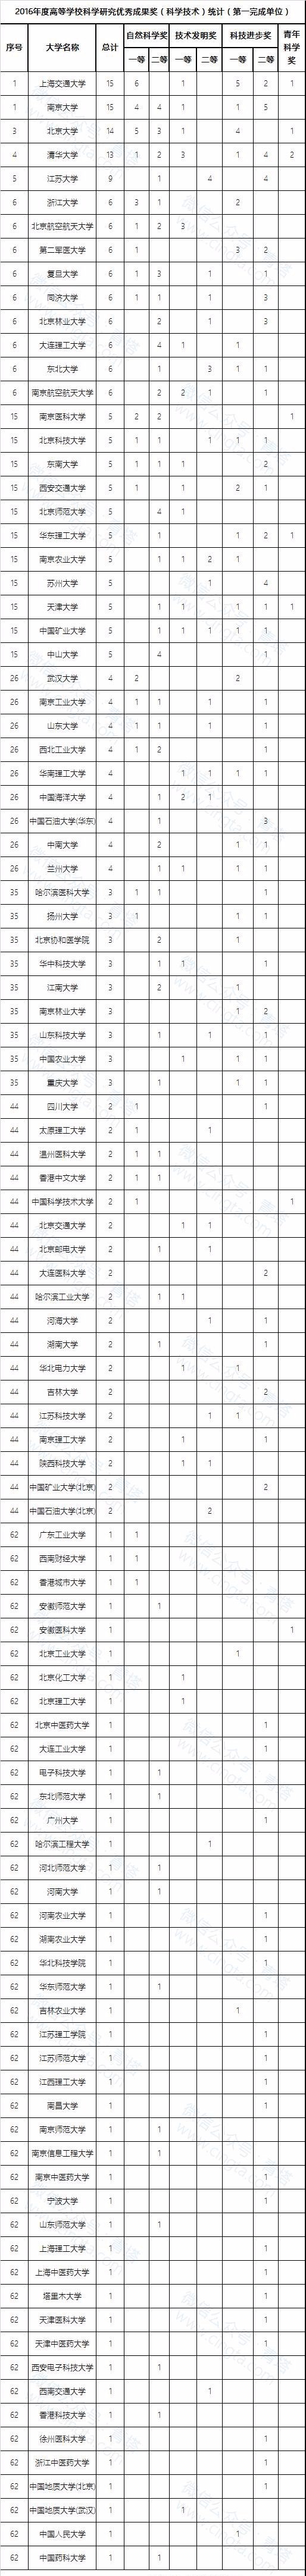 2016年度高等学校科学研究优秀成果奖（科学技术）统计（第一完成单位）
序号 大学名称 总计 自然科学奖 技术发明奖 科技进步奖 青年科学奖
一等 二等 一等 二等 一等 二等
1 上海交通大学 15 6 1 5 2 1
1 南京大学 15 4 4 1 1 5
3 北京大学 14 5 3 1 4 1
4 清华大学 13 1 2 3 1 4 2
5 江苏大学 9 1 4 4
6 浙江大学 6 3 1 2
6 北京航空航天大学 6 1 2 3
6 第二军医大学 6 1 3 2
6 复旦大学 6 1 3 1 1
6 同济大学 6 1 1 1 3
6 北京林业大学 6 2 1 3
6 大连理工大学 6 4 1 1
6 东北大学 6 1 3 1 1
6 南京航空航天大学 6 2 2 1 1
15 南京医科大学 5 2 2 1
15 北京科技大学 5 1 1 1 1 1
15 东南大学 5 1 1 1 2
15 西安交通大学 5 1 1 2 1
15 北京师范大学 5 4 1
15 华东理工大学 5 1 1 2 1
15 南京农业大学 5 1 1 2 1
15 苏州大学 5 1 4
15 天津大学 5 1 1 1 1 1
15 中国矿业大学 5 1 1 1 1 1
15 中山大学 5 4 1
26 武汉大学 4 2 2
26 南京工业大学 4 1 1 1 1
26 山东大学 4 1 1 1 1
26 西北工业大学 4 1 2 1
26 华南理工大学 4 1 1 1 1
26 中国海洋大学 4 1 2 1
26 中国石油大学(华东) 4 1 3
26 中南大学 4 2 1 1
26 兰州大学 4 1 1 1 1
35 哈尔滨医科大学 3 1 1 1
35 扬州大学 3 1 1 1
35 北京协和医学院 3 2 1
35 华中科技大学 3 1 1 1
35 江南大学 3 2 1
35 南京林业大学 3 1 2
35 山东科技大学 3 1 1 1
35 中国农业大学 3 1 1 1
35 重庆大学 3 1 1 1
44 四川大学 2 1 1
44 太原理工大学 2 1 1
44 温州医科大学 2 1 1
44 香港中文大学 2 1 1
44 中国科学技术大学 2 1 1
44 北京交通大学 2 1 1
44 北京邮电大学 2 1 1
44 大连医科大学 2 2
44 哈尔滨工业大学 2 1 1
44 河海大学 2 1 1
44 湖南大学 2 1 1
44 华北电力大学 2 1 1
44 吉林大学 2 2
44 江苏科技大学 2 1 1
44 南京理工大学 2 1 1
44 陕西科技大学 2 1 1
44 中国矿业大学(北京) 2 2
44 中国石油大学(北京) 2 2
62 广东工业大学 1 1
62 西南财经大学 1 1
62 香港城市大学 1 1
62 安徽师范大学 1 1
62 安徽医科大学 1 1
62 北京工业大学 1 1
62 北京化工大学 1 1
62 北京理工大学 1 1
62 北京中医药大学 1 1
62 大连工业大学 1 1
62 电子科技大学 1 1
62 东北师范大学 1 1
62 广州大学 1 1
62 哈尔滨工程大学 1 1
62 河北师范大学 1 1
62 河南大学 1 1
62 河南农业大学 1 1
62 湖南农业大学 1 1
62 华北科技学院 1 1
62 华东师范大学 1 1
62 吉林农业大学 1 1
62 江苏理工学院 1 1
62 江苏师范大学 1 1
62 江西理工大学 1 1
62 南昌大学 1 1
62 南京师范大学 1 1
62 南京信息工程大学 1 1
62 南京中医药大学 1 1
62 宁波大学 1 1
62 山东师范大学 1 1
62 上海理工大学 1 1
62 上海中医药大学 1 1
62 塔里木大学 1 1
62 天津医科大学 1 1
62 天津中医药大学 1 1
62 西安电子科技大学 1 1
62 西南交通大学 1 1
62 香港科技大学 1 1
62 徐州医科大学 1 1
62 浙江中医药大学 1 1
62 中国地质大学(北京) 1 1
62 中国地质大学(武汉) 1 1
62 中国人民大学 1 1
62 中国药科大学 1 1